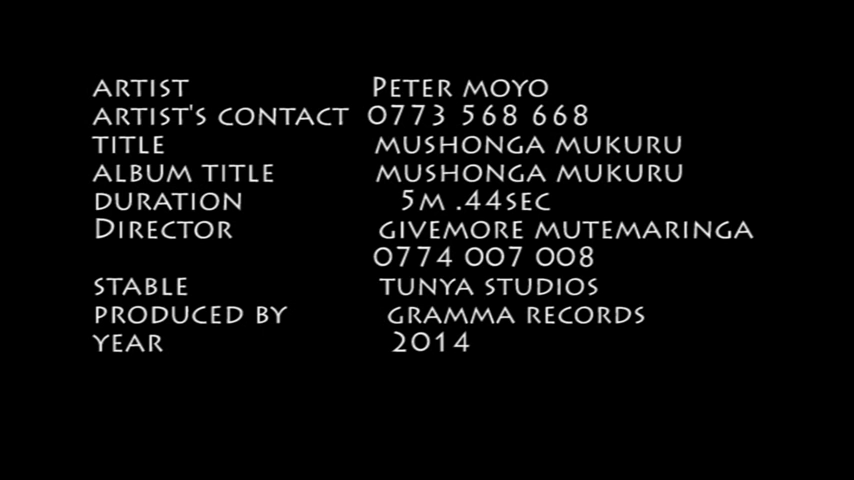 ARTIST PETER MOYO
ARTIST'S CONTACT 0773 568 668
TITLE MUSHONGA MUKURU
ALBUM TITLE MUSHONGA MUKURU
DURATION 5M .44SEC
DIRECTOR GIVEMORE MUTEMARINGA
0774 007 008
STABLE TUNYA STUDIOS
PRODUCED BY GRAMMA RECORDS
YEAR 2014